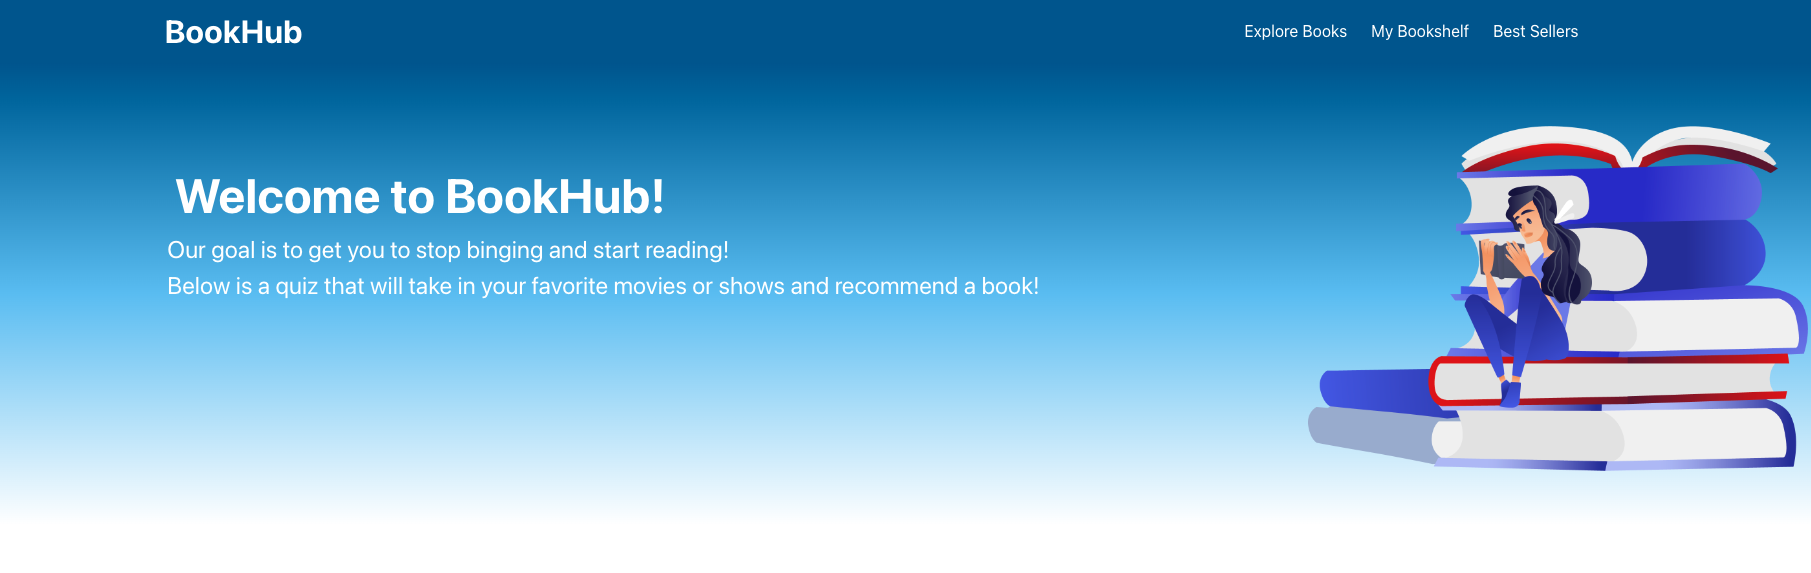 BookHub
Explore Books My Bookshelf Best Sellers
Welcome to BookHub!
Our goal is to get you to stop binging and start reading!
Below is a quiz that will take in your favorite movies or shows and recommend a book!